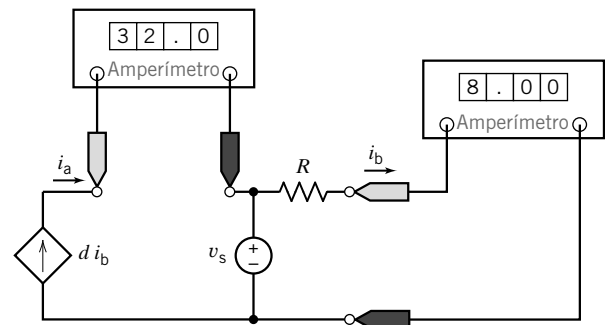 32.0
Amperímetro
8.00
Amperímetro
i_a
R
i_b
d i_b
v_s
+
−